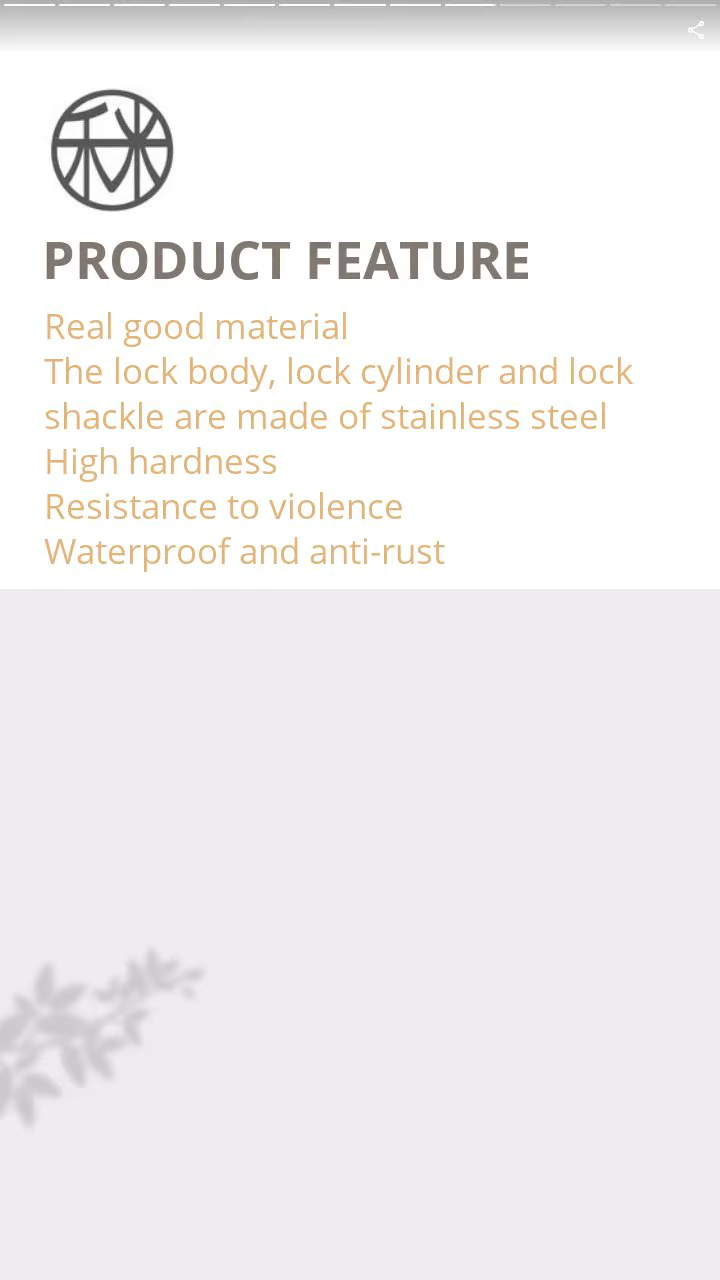 PRODUCT FEATURE
Real good material
The lock body, lock cylinder and lock
shackle are made of stainless steel
High hardness
Resistance to violence
Waterproof and anti-rust